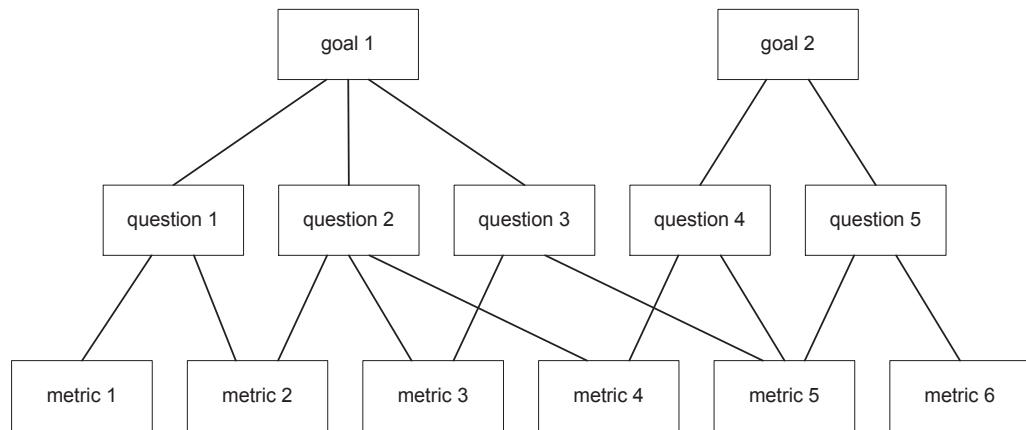 goal 1
goal 2
question 1
question 2
question 3
question 4
question 5
metric 1
metric 2
metric 3
metric 4
metric 5
metric 6